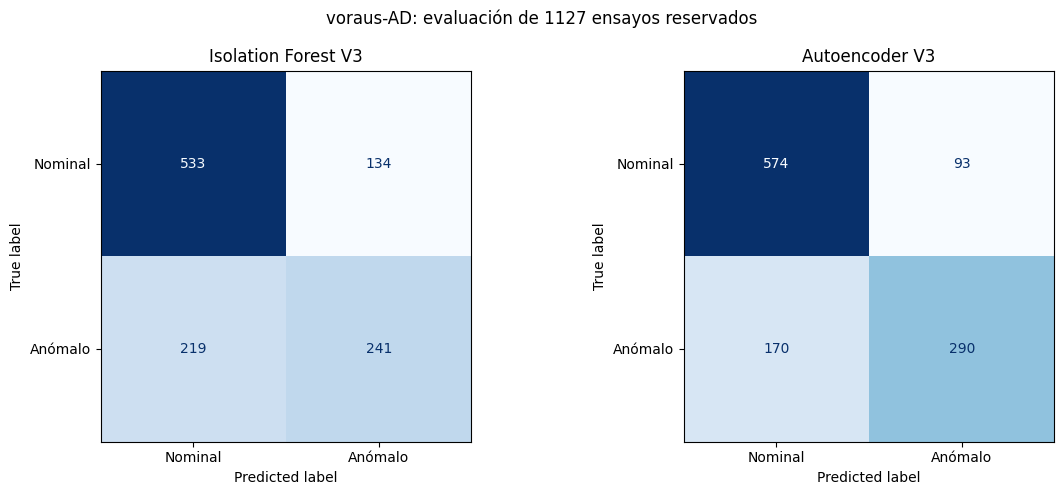 voraus-AD: evaluación de 1127 ensayos reservados
Isolation Forest V3
True label
Nominal
533
134
Anómalo
219
241
Nominal
Anómalo
Predicted label
Autoencoder V3
True label
Nominal
574
93
Anómalo
170
290
Nominal
Anómalo
Predicted label